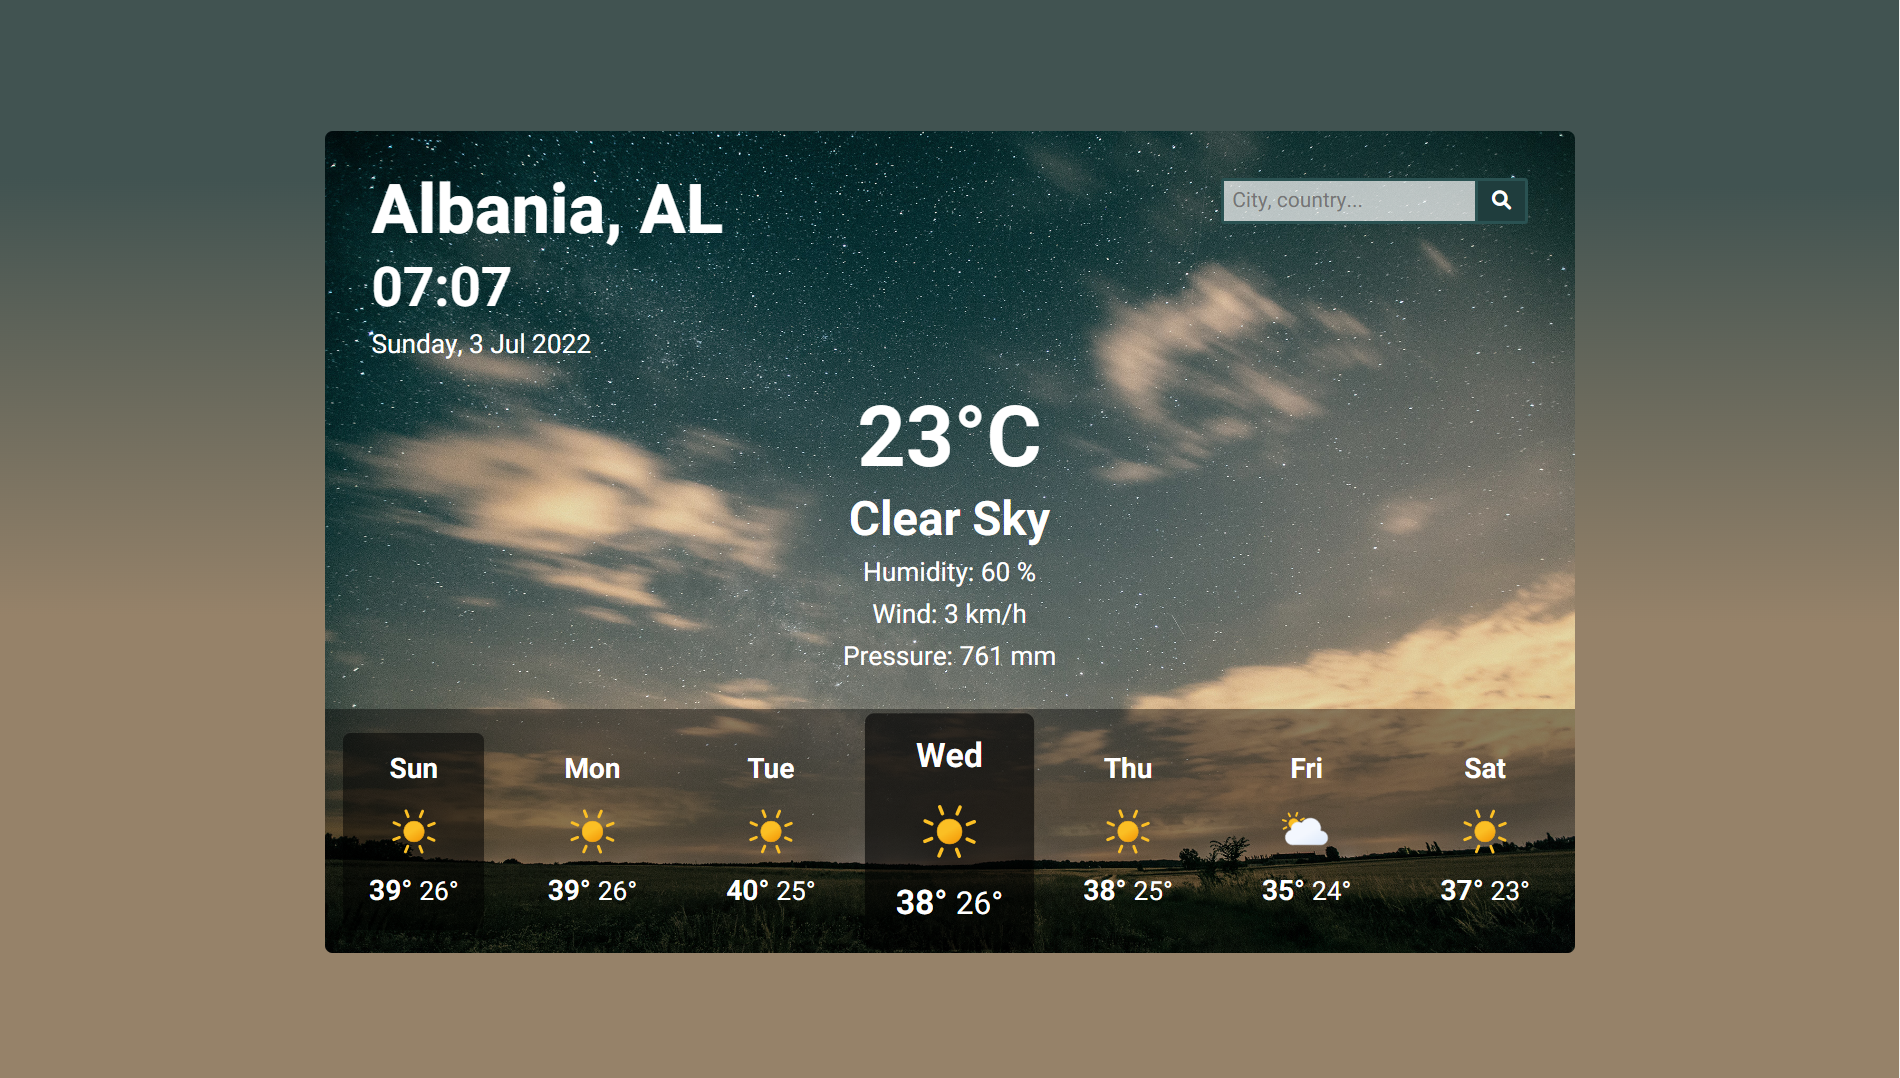 Albania, AL
City, country...
07:07
Sunday, 3 Jul 2022
23°C
Clear Sky
Humidity: 60 %
Wind: 3 km/h
Pressure: 761 mm
Sun
39° 26°
Mon
39° 26°
Tue
40° 25°
Wed
38° 26°
Thu
38° 25°
Fri
35° 24°
Sat
37° 23°